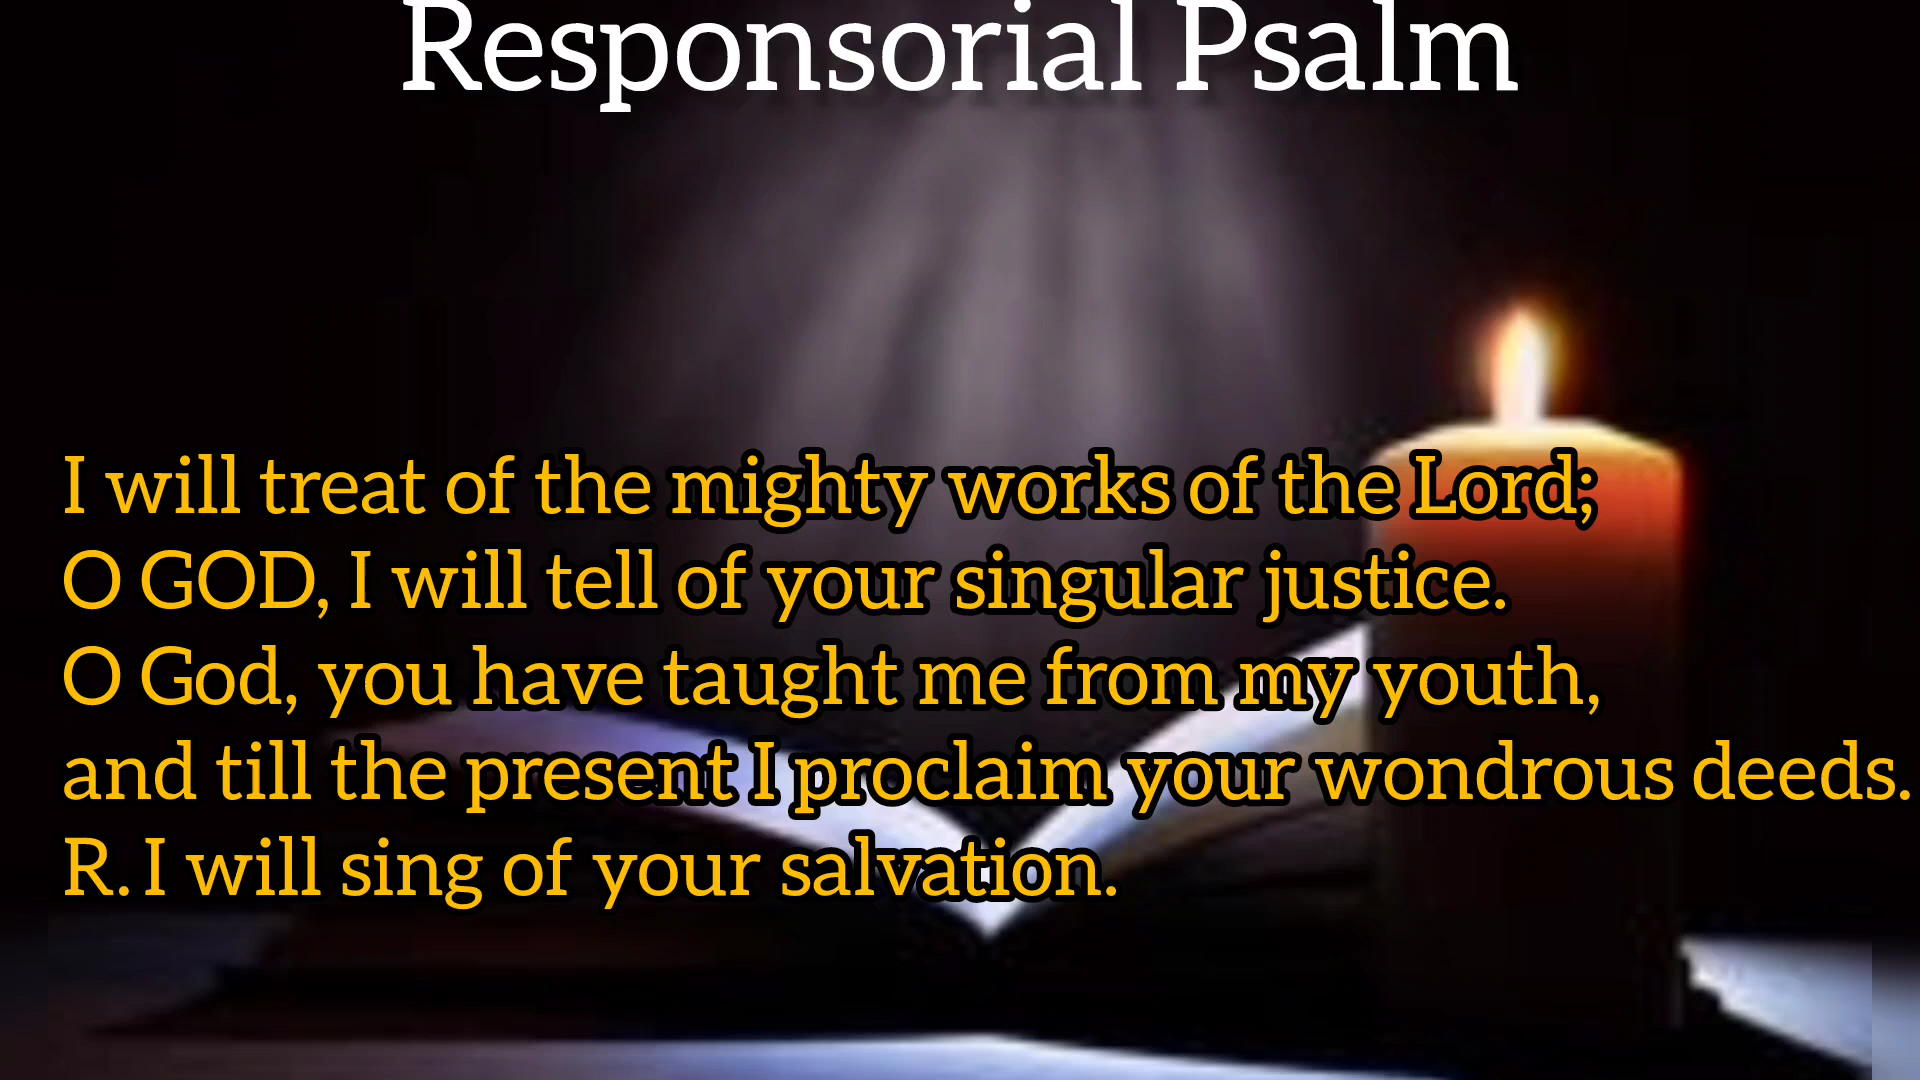 Responsorial Psalm
I will treat of the mighty works of the Lord;
O GOD, I will tell of your singular justice.
O God, you have taught me from my youth,
and till the present I proclaim your wondrous deeds.
R. I will sing of your salvation.